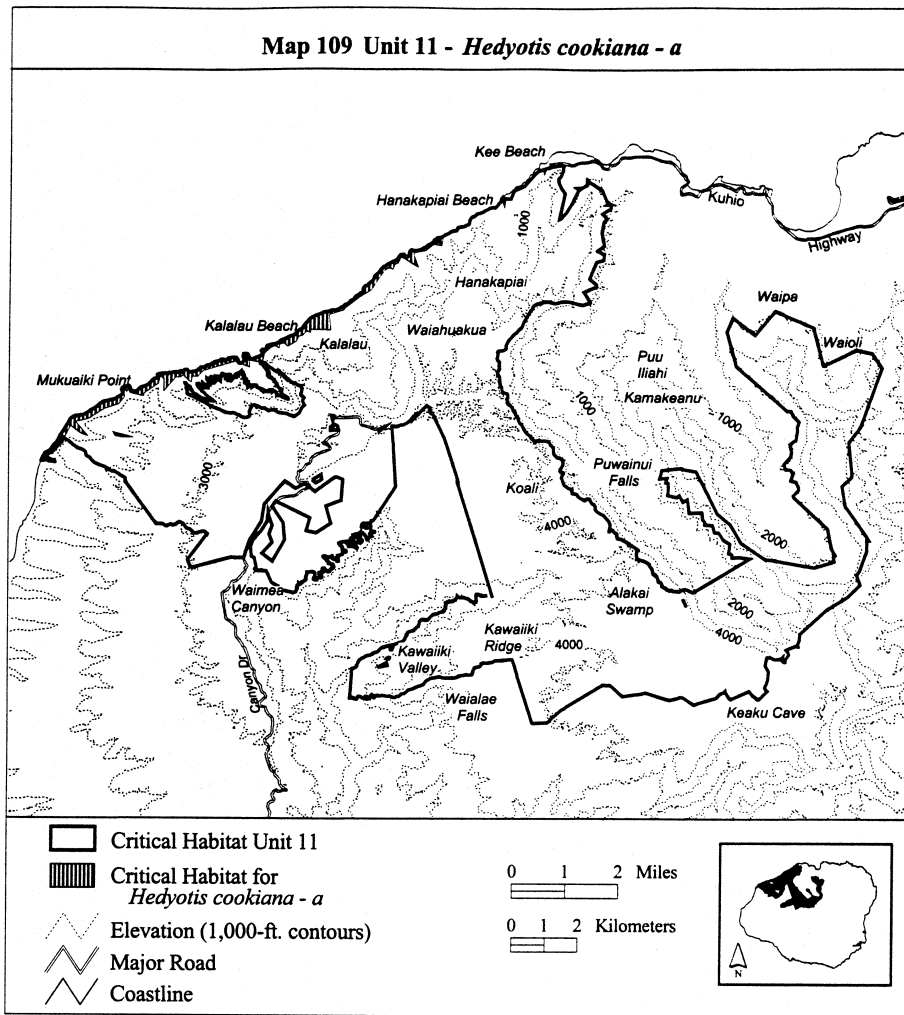 Map 109 Unit 11 - Hedyotis cookiana - a
Kee Beach
Hanakapiai Beach
Kuhio
Highway
1000
Hanakapiai
Waipa
Kalalau Beach
Waiahuakua
Kalalau
Waioli
Puu
Iliahi
Mukuaiki Point
Kamakeanu
1000
1000
3000
Puwainui
Falls
Koali
4000
2000
Waimea
Canyon
Alakai
Swamp
2000
4000
Kawaiiki
Ridge
4000
Kawaiiki
Valley
Canyon Dr
Waialae
Falls
Keaku Cave
Critical Habitat Unit 11
Critical Habitat for
Hedyotis cookiana - a
Elevation (1,000-ft. contours)
Major Road
Coastline
0 1 2 Miles
0 1 2 Kilometers
N